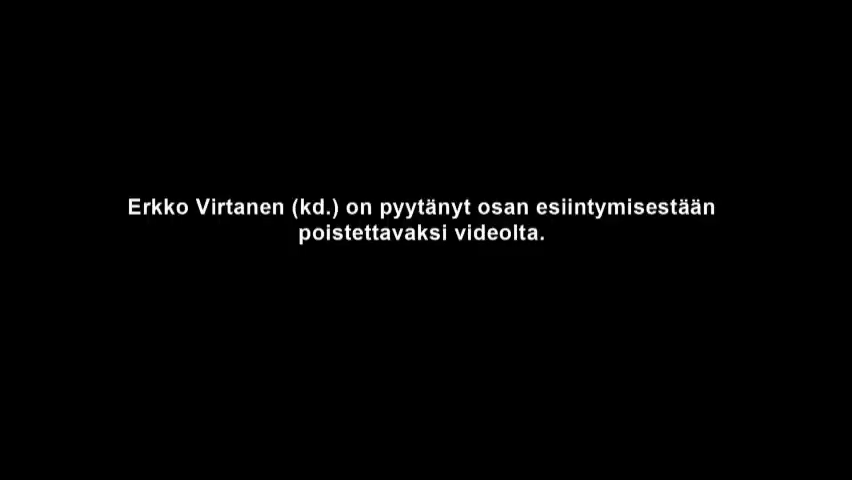 Erkko Virtanen (kd.) on pyytänyt osan esiintymisestään
poistettavaksi videolta.